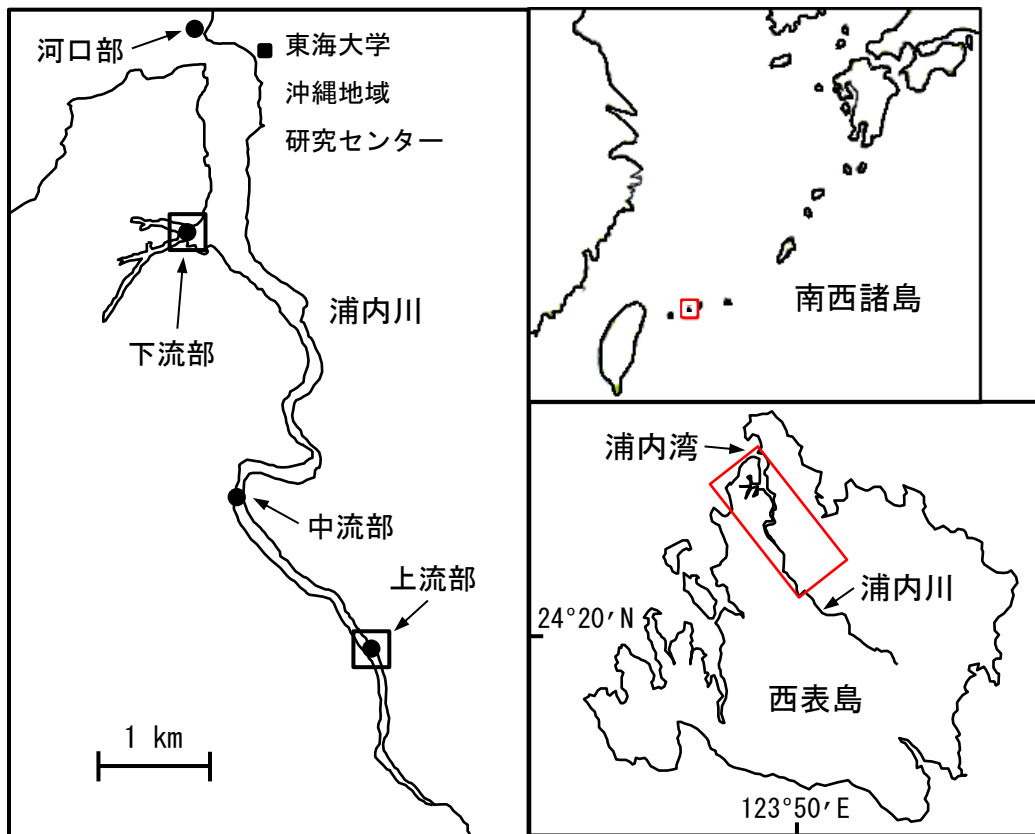 河口部
東海大学
沖縄地域
研究センター
浦内川
下流部
中流部
上流部
1 km
南西諸島
浦内湾
浦内川
24°20′N
西表島
123°50′E